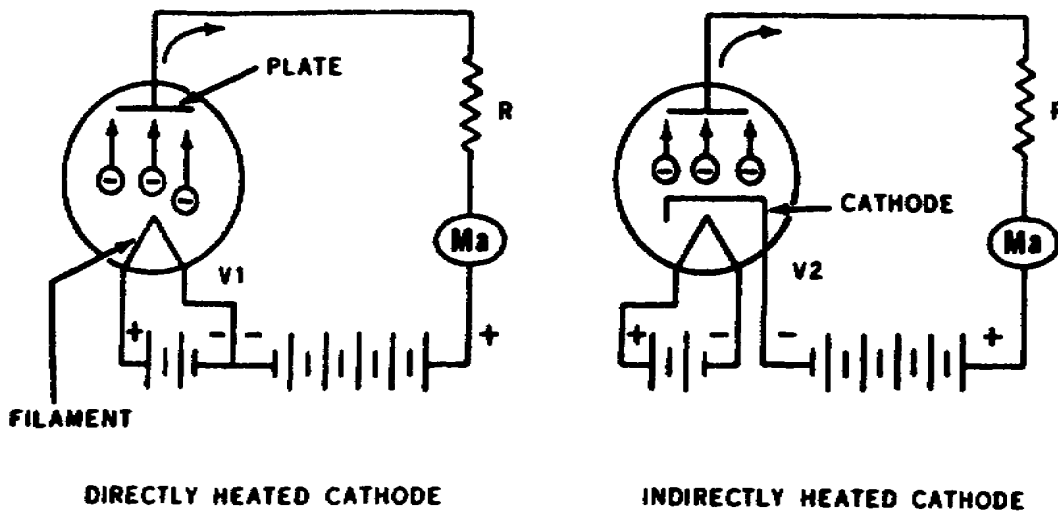 PLATE
R
R
CATHODE
Ma
Ma
V1
V2
+ - - +
+ - - +
FILAMENT
DIRECTLY HEATED CATHODE
INDIRECTLY HEATED CATHODE